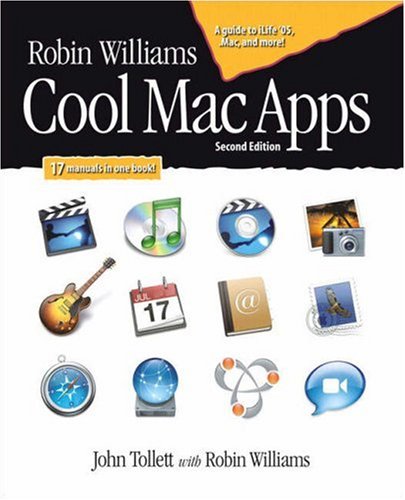 A guide to iLife '05,
.Mac, and more!
Robin Williams
Cool Mac Apps
Second Edition
17 manuals in one book!
JUL
17
@
John Tollett with Robin Williams